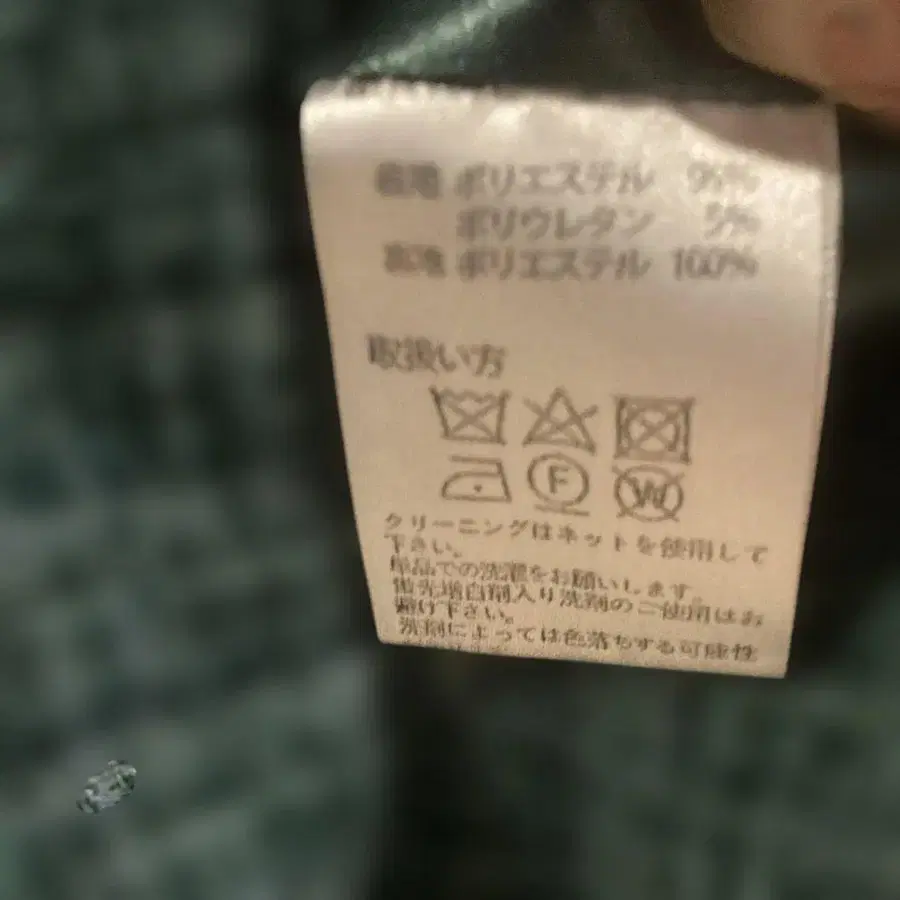 表地 ポリエステル 95%
ポリウレタン 5%
裏地 ポリエステル 100%
取扱い方
F
W
クリーニングはネットを使用して
下さい。
単品での洗濯をお願いします。
蛍光増白剤入り洗剤のご使用はお
避け下さい。
洗剤によっては色落ちする可能性